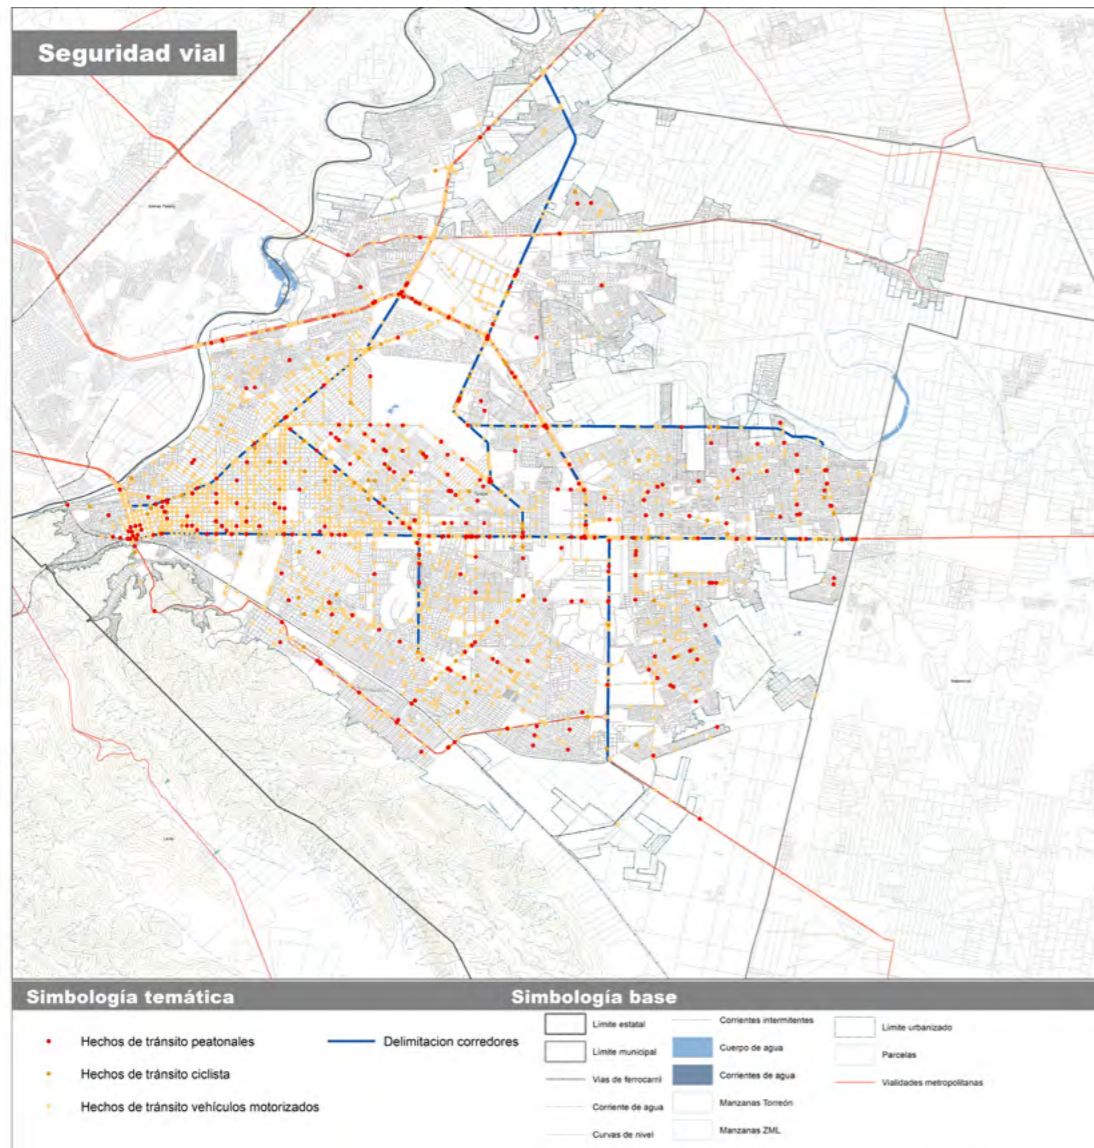 Seguridad vial
Simbología temática
Hechos de tránsito peatonales
Hechos de tránsito ciclista
Hechos de tránsito vehículos motorizados
Delimitacion corredores
Simbología base
Límite estatal
Límite municipal
Vias de ferrocarril
Corriente de agua
Curvas de nivel
Corrientes intermitentes
Cuerpo de agua
Corrientes de agua
Manzanas Torreón
Manzanas ZML
Límite urbanizado
Parcelas
Vialidades metropolitanas